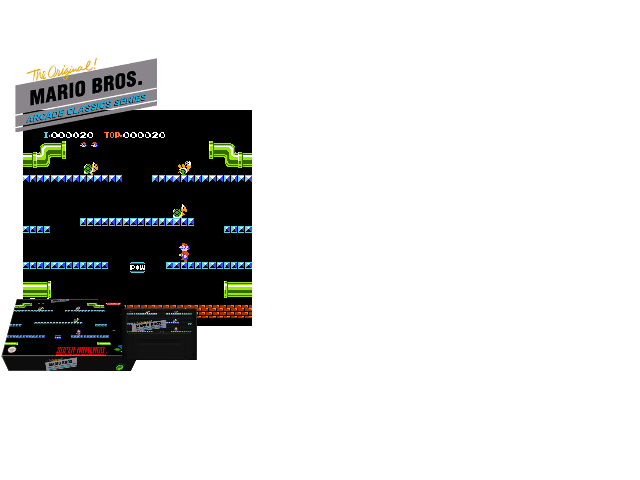 The Original!
MARIO BROS.
ARCADE CLASSICS SERIES
I-000020 TOP-000020
POW
SUPER NINTENDO